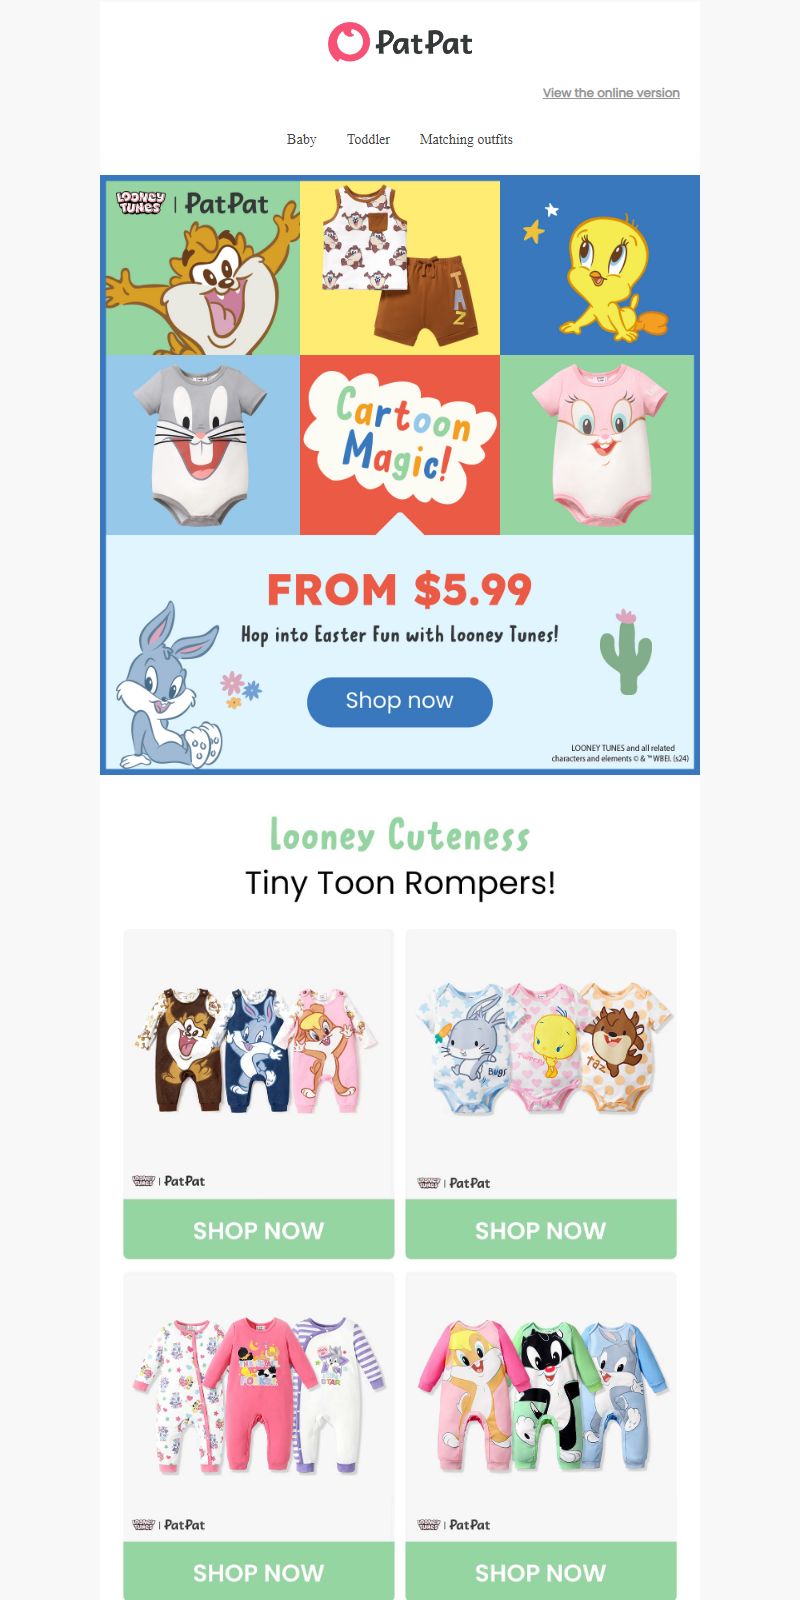 PatPat
View the online version
Baby Toddler Matching outfits
LOONEY TUNES | PatPat
TAZ
Cartoon
Magic!
FROM $5.99
Hop into Easter Fun with Looney Tunes!
Shop now
LOONEY TUNES and all related
characters and elements © & ™ WBEI. (s24)
Looney Cuteness
Tiny Toon Rompers!
Bugs
Tweety
Taz
LOONEY TUNES | PatPat
LOONEY TUNES | PatPat
SHOP NOW
SHOP NOW
STAR
LOONEY TUNES | PatPat
LOONEY TUNES | PatPat
SHOP NOW
SHOP NOW